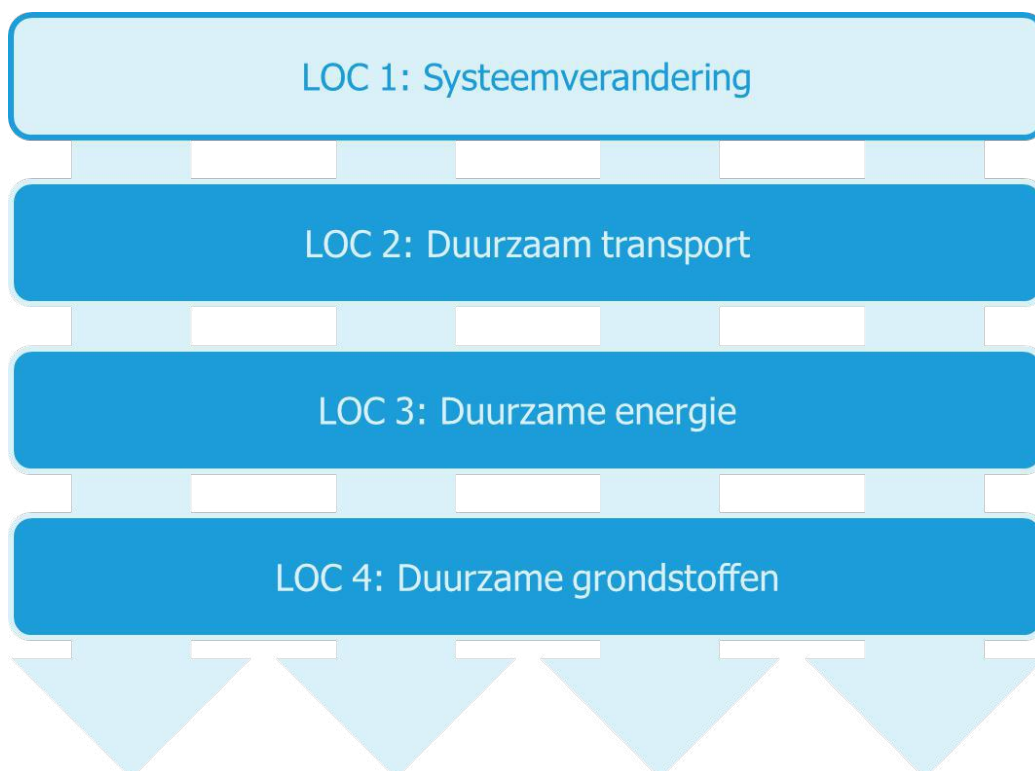 LOC 1: Systeemverandering
LOC 2: Duurzaam transport
LOC 3: Duurzame energie
LOC 4: Duurzame grondstoffen